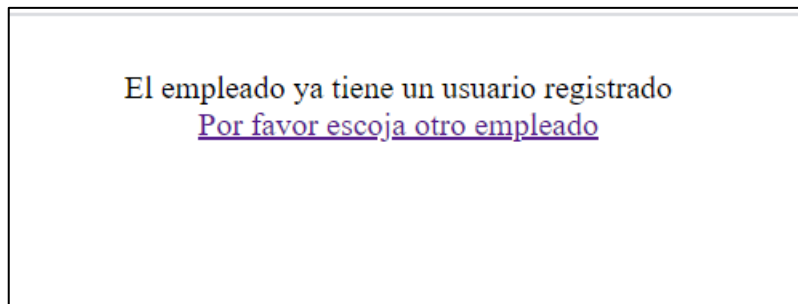 El empleado ya tiene un usuario registrado
Por favor escoja otro empleado